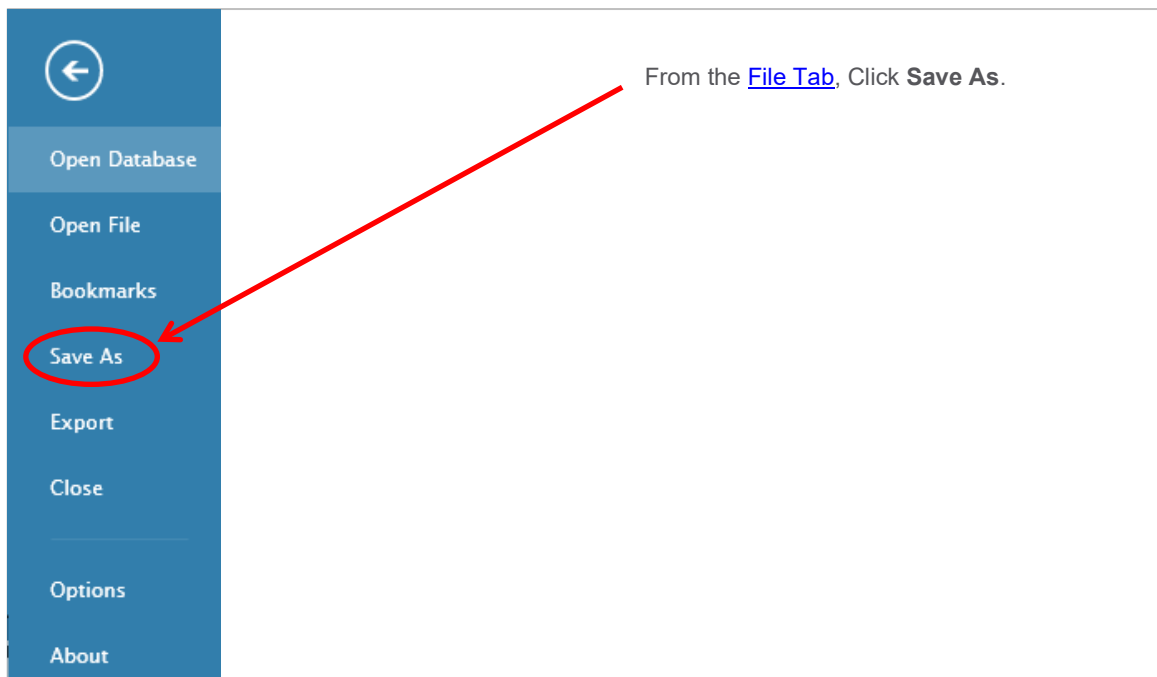 From the File Tab, Click Save As.
Open Database
Open File
Bookmarks
Save As
Export
Close
Options
About